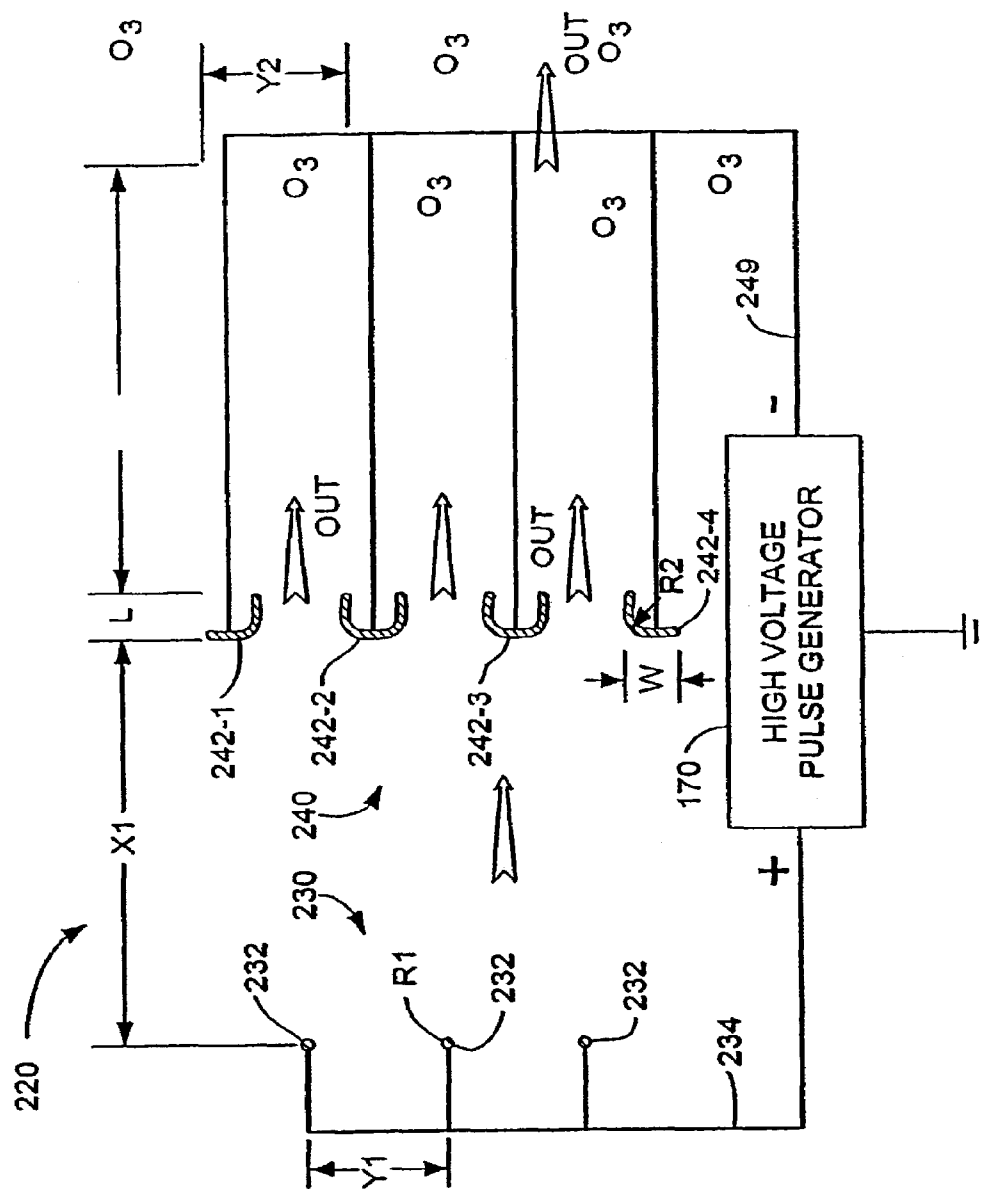 220
X1
L
O3
232
242-1
Y2
230
240
242-2
OUT
O3
Y1
R1
O3
O3
232
242-3
OUT
OUT
232
W
R2
O3
O3
170
242-4
O3
234
249
+
-
HIGH VOLTAGE
PULSE GENERATOR